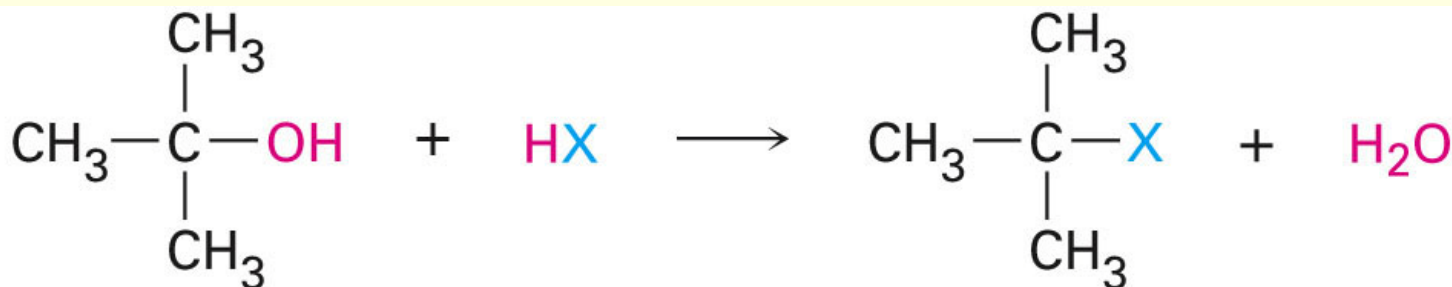 CH₃ CH₃
CH₃—C—OH + HX ⟶ CH₃—C—X + H₂O
CH₃ CH₃